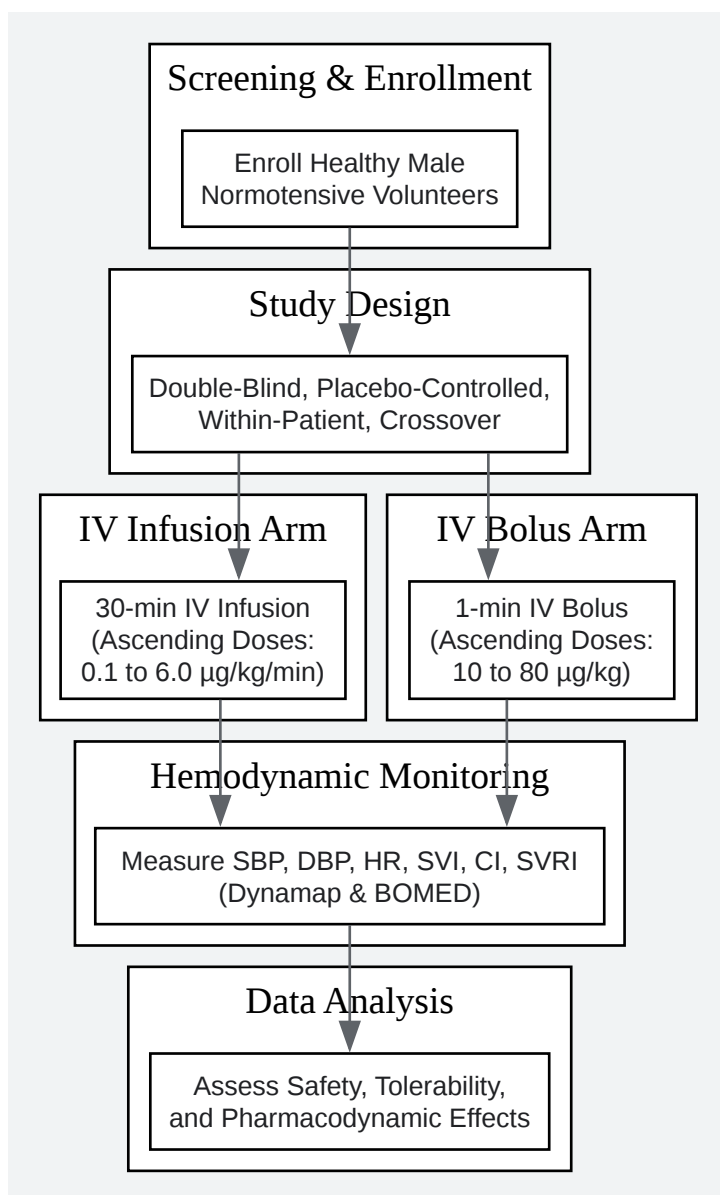 Screening & Enrollment
Enroll Healthy Male
Normotensive Volunteers
Study Design
Double-Blind, Placebo-Controlled,
Within-Patient, Crossover
IV Infusion Arm
30-min IV Infusion
(Ascending Doses:
0.1 to 6.0 µg/kg/min)
IV Bolus Arm
1-min IV Bolus
(Ascending Doses:
10 to 80 µg/kg)
Hemodynamic Monitoring
Measure SBP, DBP, HR, SVI, CI, SVRI
(Dynamap & BOMED)
Data Analysis
Assess Safety, Tolerability,
and Pharmacodynamic Effects